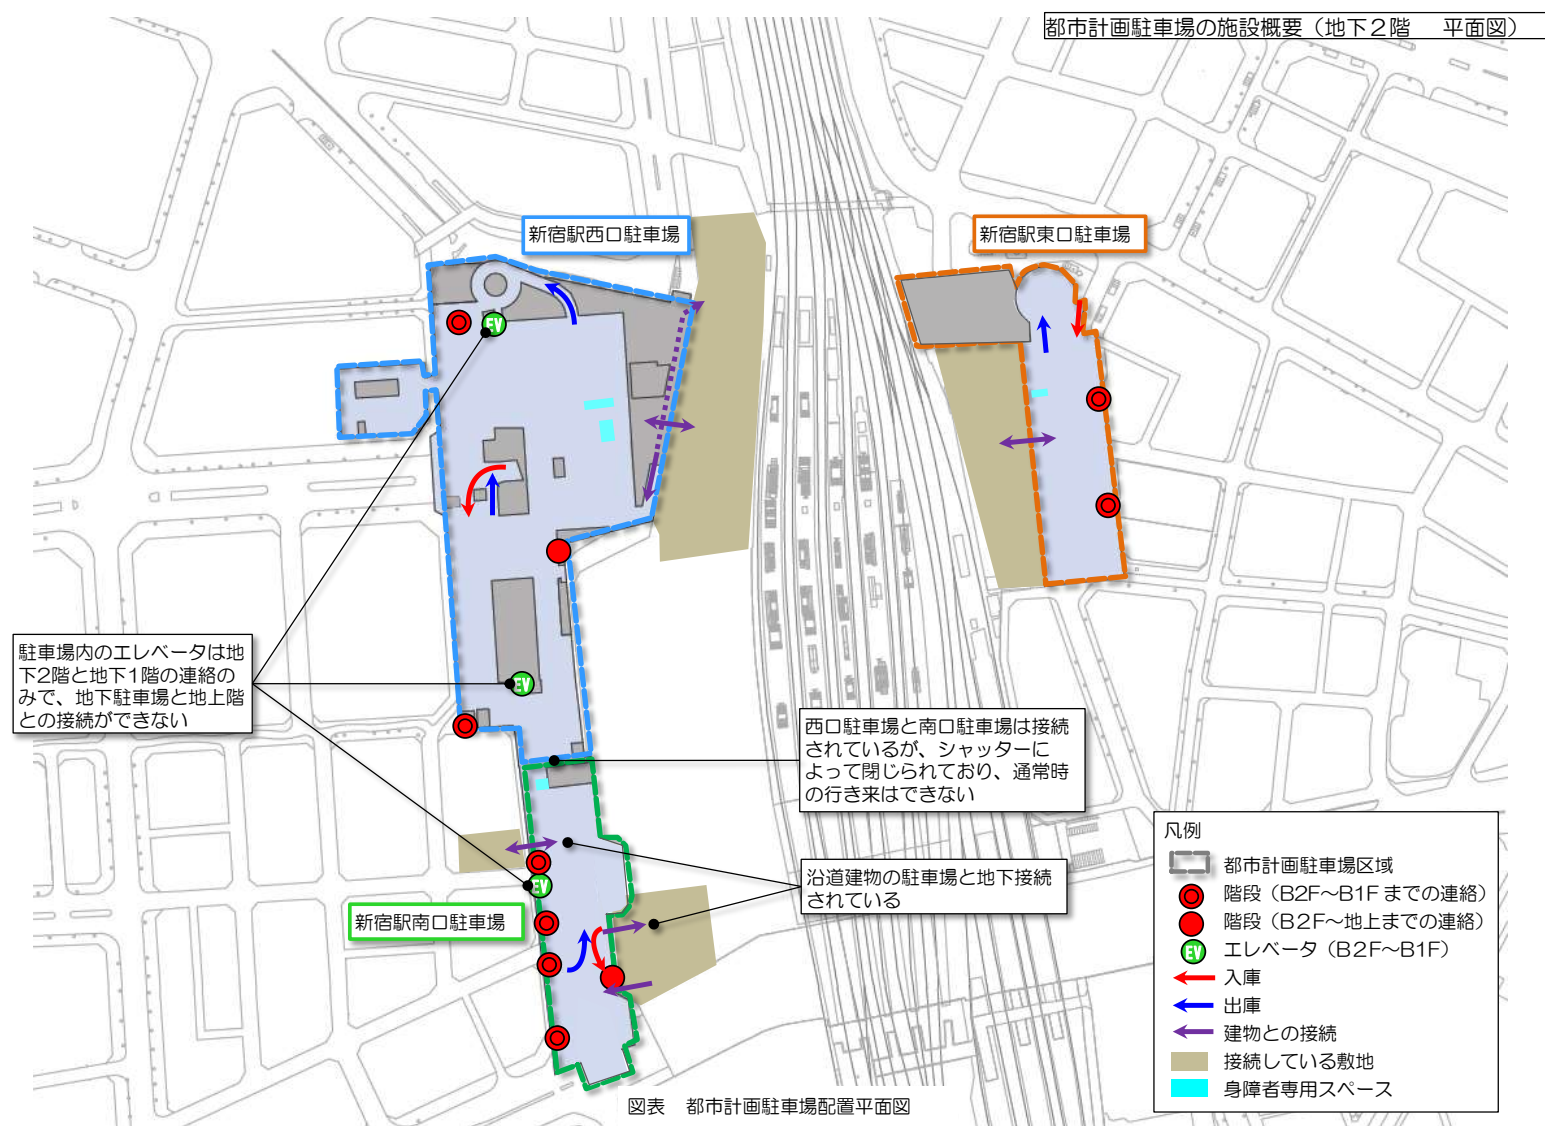 都市計画駐車場の施設概要（地下２階　平面図）
新宿駅西口駐車場
新宿駅東口駐車場
EV
駐車場内のエレベータは地
下2階と地下1階の連絡の
みで、地下駐車場と地上階
との接続ができない
EV
西口駐車場と南口駐車場は接続
されているが、シャッターに
よって閉じられており、通常時
の行き来はできない
沿道建物の駐車場と地下接続
されている
EV
新宿駅南口駐車場
凡例
都市計画駐車場区域
階段（B2F～B1F までの連絡）
階段（B2F～地上までの連絡）
EV エレベータ（B2F～B1F）
入庫
出庫
建物との接続
接続している敷地
身障者専用スペース
図表　都市計画駐車場配置平面図